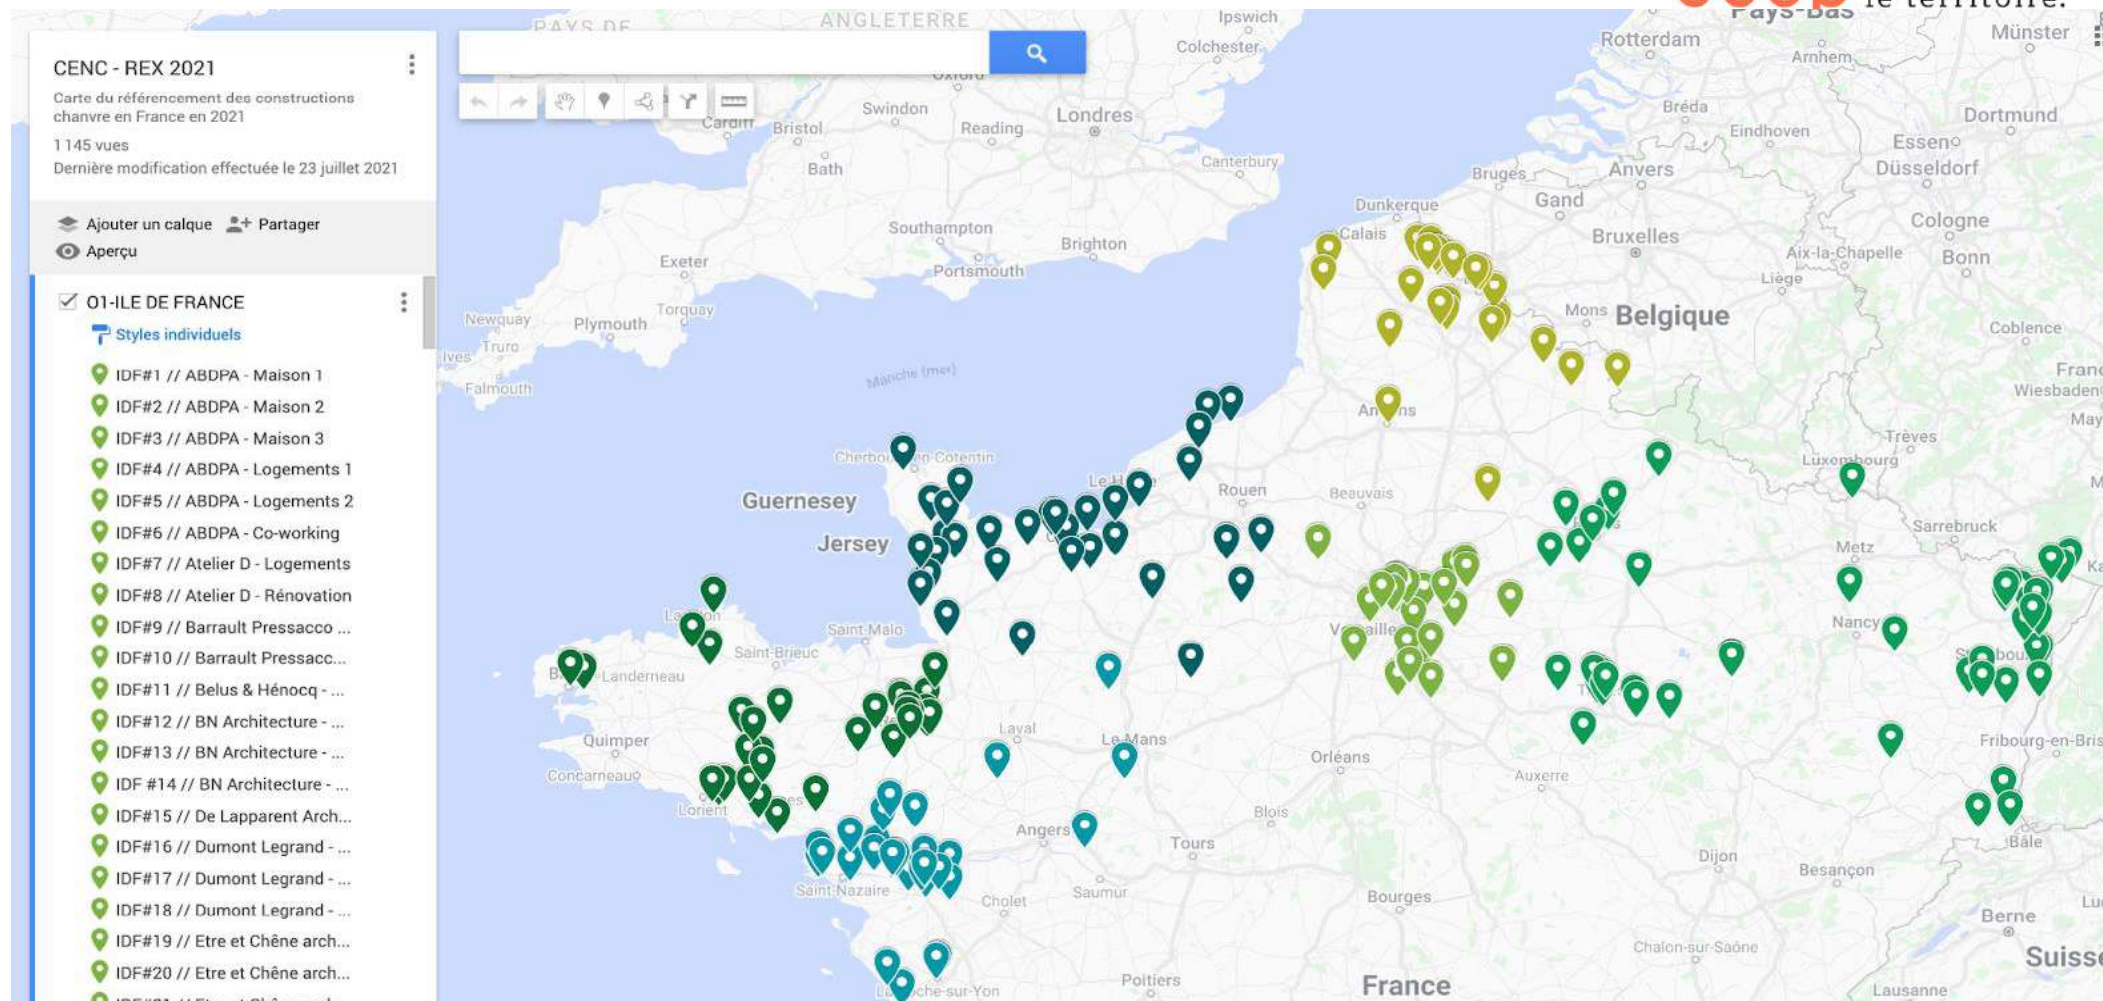 le territoire.
CENC - REX 2021
Carte du référencement des constructions
chanvre en France en 2021
1 145 vues
Dernière modification effectuée le 23 juillet 2021
Ajouter un calque
Partager
Aperçu
01-ILE DE FRANCE
Styles individuels
IDF#1 // ABDPA - Maison 1
IDF#2 // ABDPA - Maison 2
IDF#3 // ABDPA - Maison 3
IDF#4 // ABDPA - Logements 1
IDF#5 // ABDPA - Logements 2
IDF#6 // ABDPA - Co-working
IDF#7 // Atelier D - Logements
IDF#8 // Atelier D - Rénovation
IDF#9 // Barrault Pressacco ...
IDF#10 // Barrault Pressacc...
IDF#11 // Belus & Hénocq - ...
IDF#12 // BN Architecture - ...
IDF#13 // BN Architecture - ...
IDF #14 // BN Architecture - ...
IDF#15 // De Lapparent Arch...
IDF#16 // Dumont Legrand - ...
IDF#17 // Dumont Legrand - ...
IDF#18 // Dumont Legrand - ...
IDF#19 // Etre et Chêne arch...
IDF#20 // Etre et Chêne arch...
PAYS DE
ANGLETERRE
Ipswich
Pays-Bas
Colchester
Rotterdam
Arnhem
Münster
Oxford
Swindon
Londres
Bréda
Dortmund
Cardiff
Bristol
Reading
Eindhoven
Essen
Bath
Canterbury
Bruges
Anvers
Düsseldorf
Dunkerque
Gand
Cologne
Southampton
Brighton
Calais
Bruxelles
Aix-la-Chapelle
Bonn
Exeter
Portsmouth
Liège
Newquay
Plymouth
Torquay
Mons
Belgique
Coblence
Truro
Falmouth
Manche (mer)
Wiesbaden
Trèves
Luxembourg
Guernesey
Rouen
Beauvais
Jersey
Sarrebruck
Metz
Saint-Malo
Nancy
Saint-Brieuc
Landerneau
Quimper
Laval
Le Mans
Fribourg-en-Bris
Concarneau
Orléans
Auxerre
Lorient
Blois
Angers
Tours
Bâle
Dijon
Besançon
Saint-Nazaire
Cholet
Saumur
Bourges
Berne
Chalon-sur-Saône
Suisse
Poitiers
France
Lausanne